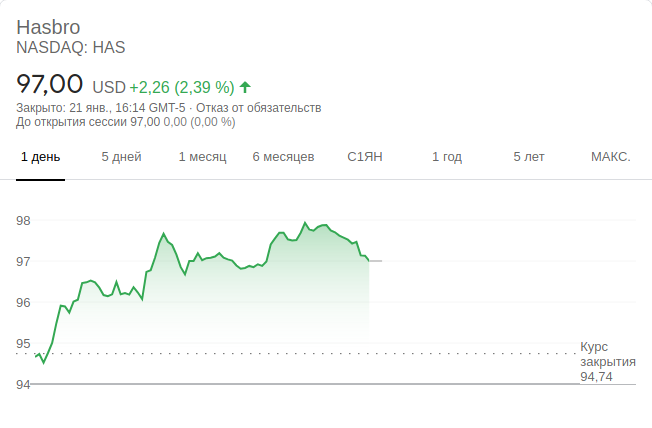 Hasbro
NASDAQ: HAS
97,00 USD +2,26 (2,39 %)
Закрыто: 21 янв., 16:14 GMT-5 · Отказ от обязательств
До открытия сессии 97,00 0,00 (0,00 %)
1 день 5 дней 1 месяц 6 месяцев С1ЯН 1 год 5 лет МАКС.
98
97
96
95
Курс
закрытия
94,74
94